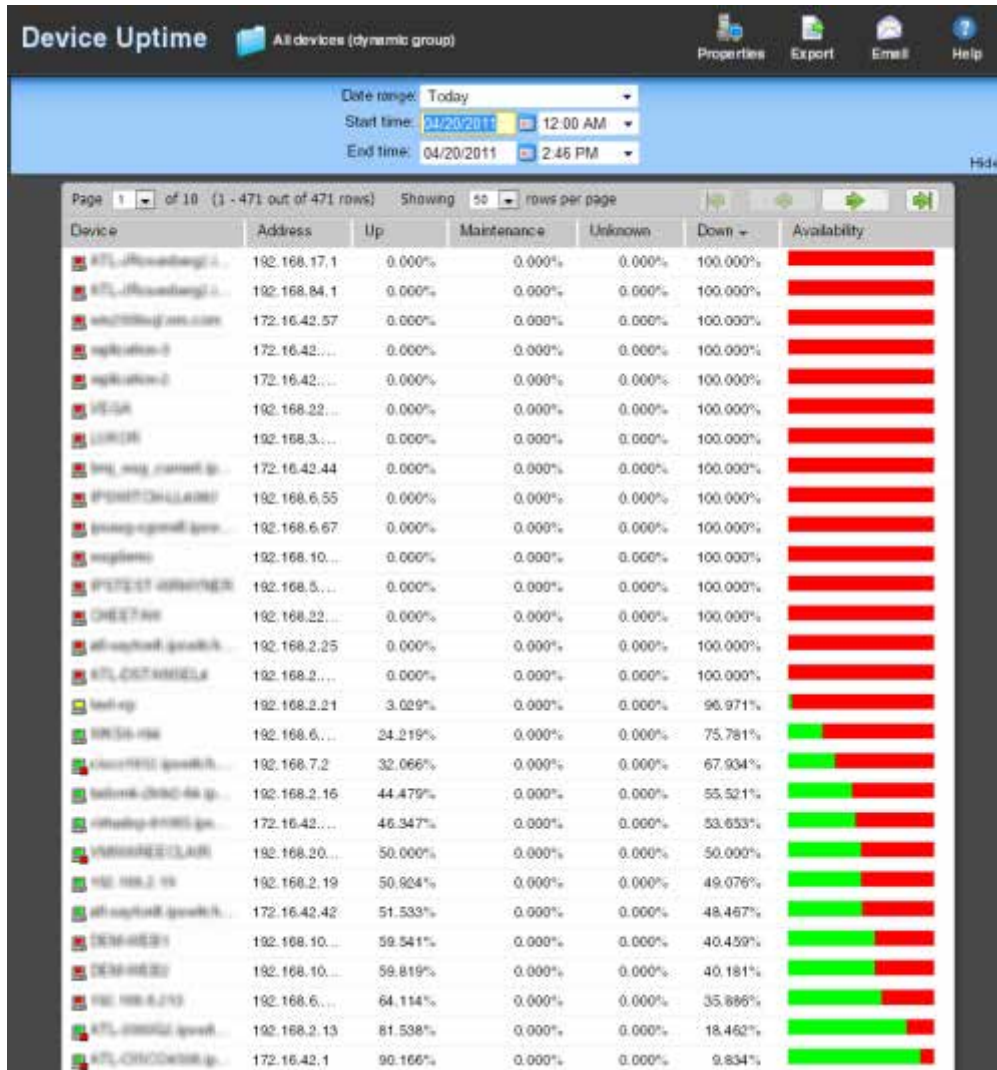 Device Uptime All devices (dynamic group) Properties Export Email Help
Date range: Today
Start time: 04/20/2011 12:00 AM
End time: 04/20/2011 2:46 PM
Hide
Page 1 of 10 (1 - 471 out of 471 rows) Showing 50 rows per page
Device Address Up Maintenance Unknown Down Availability
192.168.17.1 0.000% 0.000% 0.000% 100.000%
192.168.84.1 0.000% 0.000% 0.000% 100.000%
172.16.42.57 0.000% 0.000% 0.000% 100.000%
172.16.42.... 0.000% 0.000% 0.000% 100.000%
172.16.42.... 0.000% 0.000% 0.000% 100.000%
VEGA 192.168.22... 0.000% 0.000% 0.000% 100.000%
192.168.3.... 0.000% 0.000% 0.000% 100.000%
172.16.42.44 0.000% 0.000% 0.000% 100.000%
192.168.6.55 0.000% 0.000% 0.000% 100.000%
192.168.6.67 0.000% 0.000% 0.000% 100.000%
192.168.10... 0.000% 0.000% 0.000% 100.000%
192.168.5.... 0.000% 0.000% 0.000% 100.000%
CHEETAH 192.168.22... 0.000% 0.000% 0.000% 100.000%
192.168.2.25 0.000% 0.000% 0.000% 100.000%
192.168.2.... 0.000% 0.000% 0.000% 100.000%
192.168.2.21 3.029% 0.000% 0.000% 96.971%
192.168.6.... 24.219% 0.000% 0.000% 75.781%
192.168.7.2 32.066% 0.000% 0.000% 67.934%
192.168.2.16 44.479% 0.000% 0.000% 55.521%
172.16.42.... 46.347% 0.000% 0.000% 53.653%
192.168.20... 50.000% 0.000% 0.000% 50.000%
192.168.2.19 50.924% 0.000% 0.000% 49.076%
172.16.42.42 51.533% 0.000% 0.000% 48.467%
192.168.10... 59.541% 0.000% 0.000% 40.459%
192.168.10... 59.819% 0.000% 0.000% 40.181%
192.168.6.... 64.114% 0.000% 0.000% 35.886%
192.168.2.13 81.538% 0.000% 0.000% 18.462%
172.16.42.1 90.166% 0.000% 0.000% 9.834%